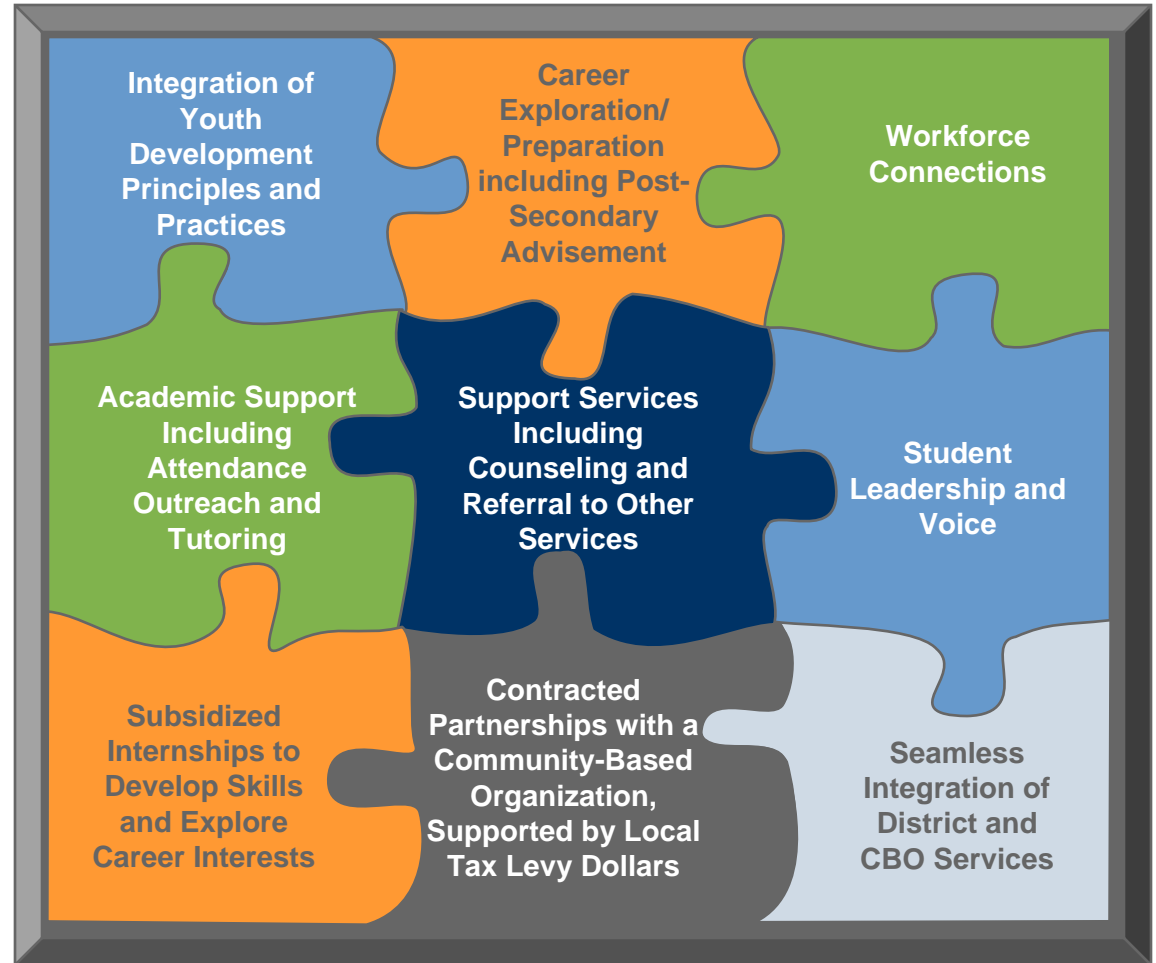 Integration of
Youth
Development
Principles and
Practices
Career
Exploration/
Preparation
including Post-
Secondary
Advisement
Workforce
Connections
Academic Support
Including
Attendance
Outreach and
Tutoring
Support Services
Including
Counseling and
Referral to Other
Services
Student
Leadership and
Voice
Subsidized
Internships to
Develop Skills
and Explore
Career Interests
Contracted
Partnerships with a
Community-Based
Organization,
Supported by Local
Tax Levy Dollars
Seamless
Integration of
District and
CBO Services